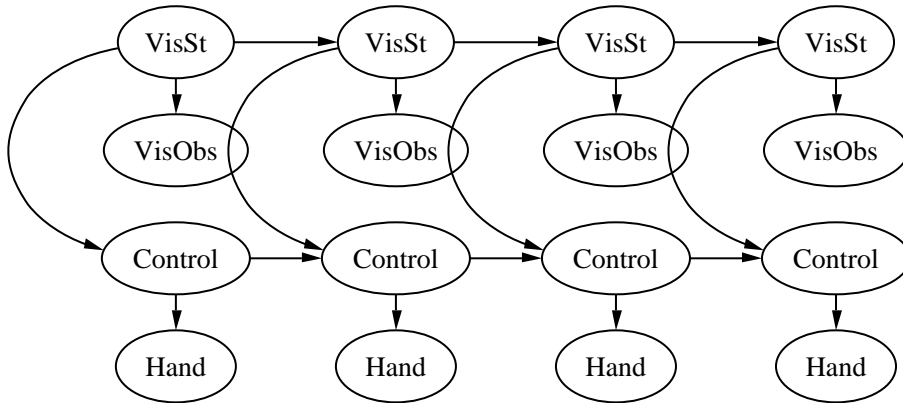 VisSt VisSt VisSt VisSt
VisObs VisObs VisObs VisObs
Control Control Control Control
Hand Hand Hand Hand